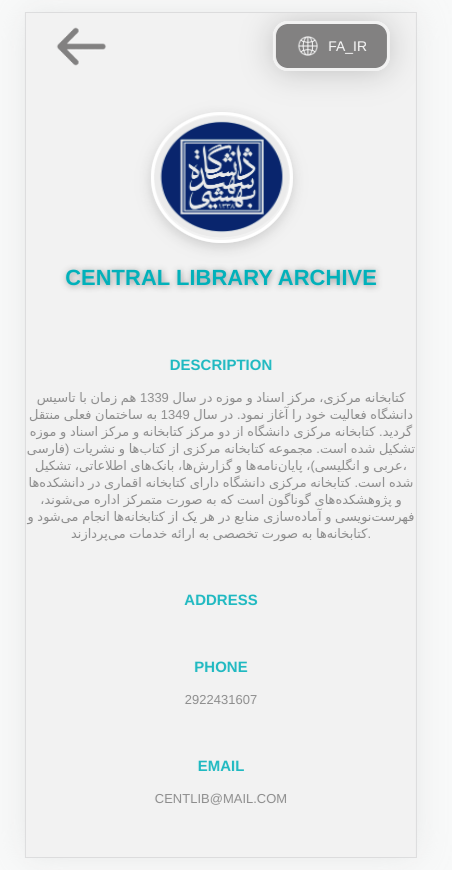 FA_IR
دانشگاه
شهید
بهشتی
۱۳۳۸
CENTRAL LIBRARY ARCHIVE
DESCRIPTION
کتابخانه مرکزی، مرکز اسناد و موزه در سال 1339 هم زمان با تاسیس
دانشگاه فعالیت خود را آغاز نمود. در سال 1349 به ساختمان فعلی منتقل
گردید. کتابخانه مرکزی دانشگاه از دو مرکز کتابخانه و مرکز اسناد و موزه
تشکیل شده است. مجموعه کتابخانه مرکزی از کتاب‌ها و نشریات (فارسی
،عربی و انگلیسی)، پایان‌نامه‌ها و گزارش‌ها، بانک‌های اطلاعاتی، تشکیل
شده است. کتابخانه مرکزی دانشگاه دارای کتابخانه اقماری در دانشکده‌ها
و پژوهشکده‌های گوناگون است که به صورت متمرکز اداره می‌شوند،
فهرست‌نویسی و آماده‌سازی منابع در هر یک از کتابخانه‌ها انجام می‌شود و
کتابخانه‌ها به صورت تخصصی به ارائه خدمات می‌پردازند.
ADDRESS
PHONE
2922431607
EMAIL
CENTLIB@MAIL.COM